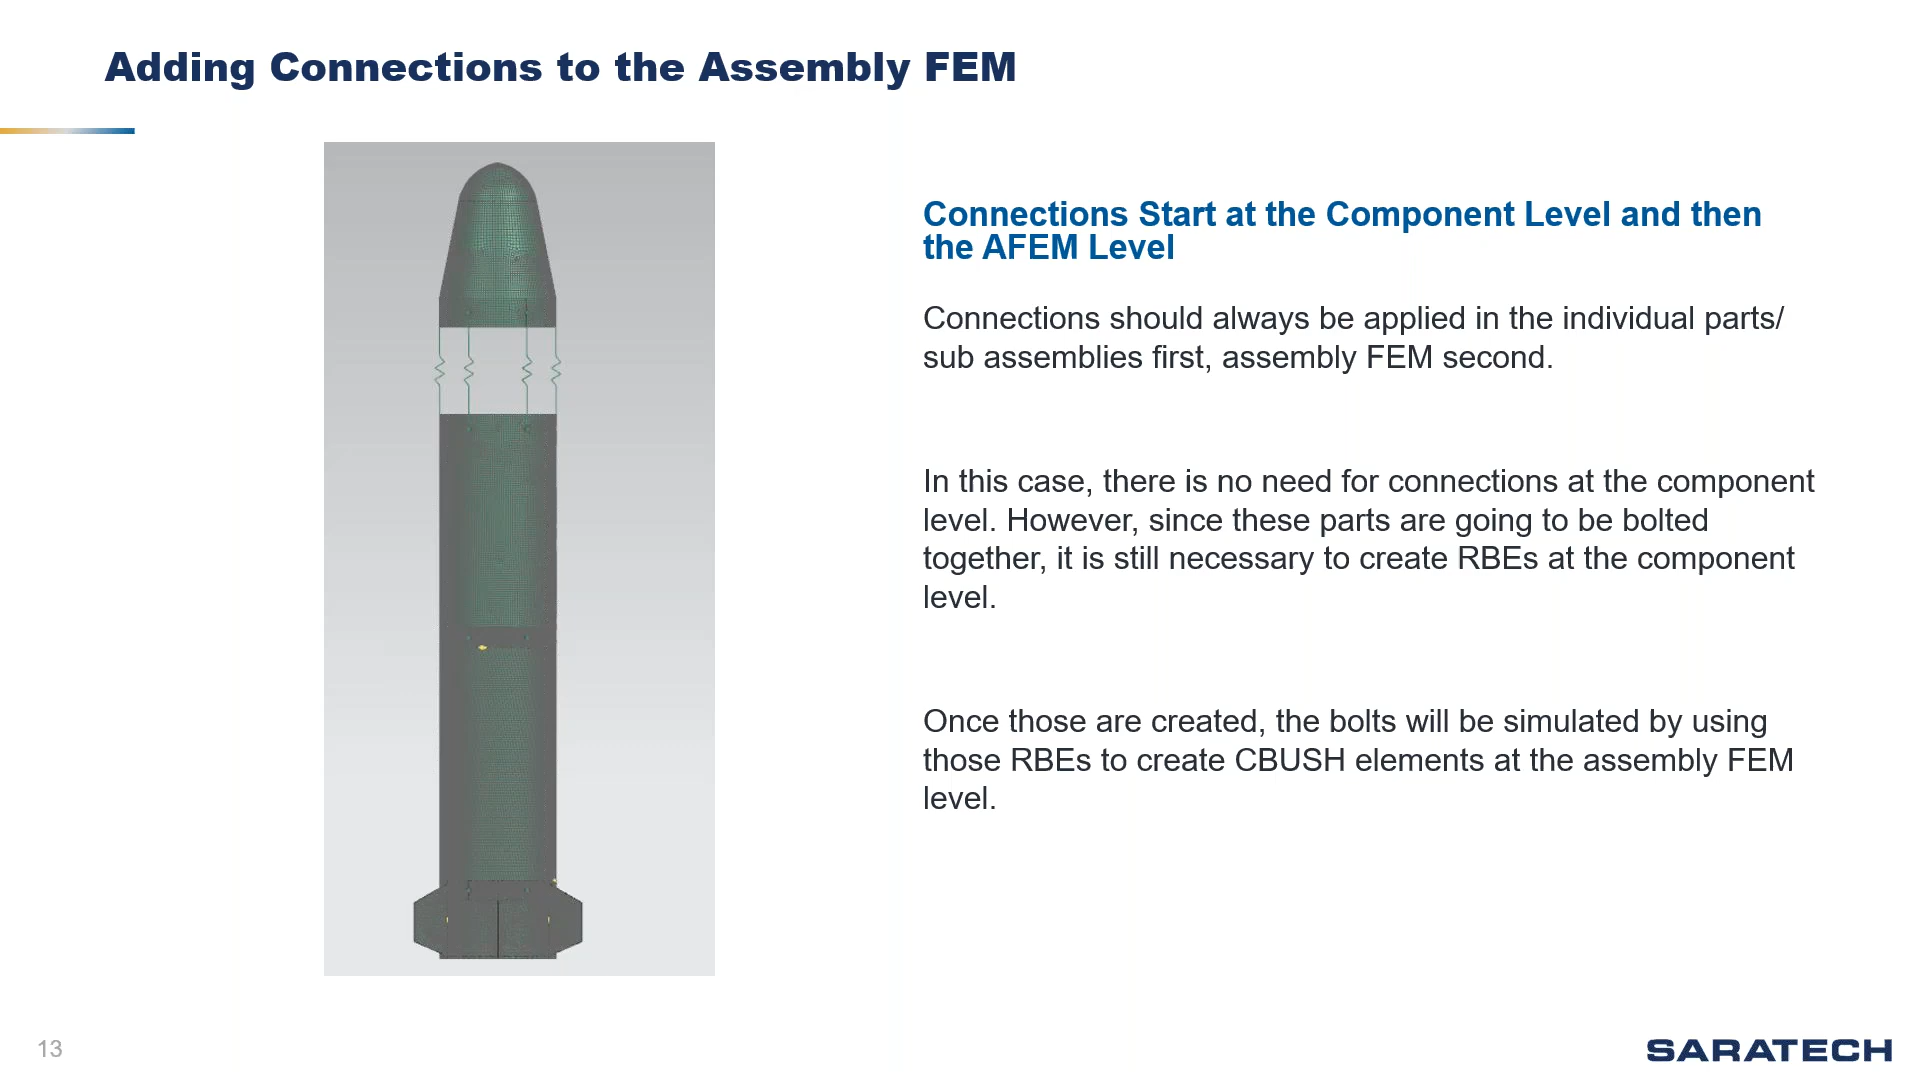 Adding Connections to the Assembly FEM
Connections Start at the Component Level and then
the AFEM Level
Connections should always be applied in the individual parts/
sub assemblies first, assembly FEM second.
In this case, there is no need for connections at the component
level. However, since these parts are going to be bolted
together, it is still necessary to create RBEs at the component
level.
Once those are created, the bolts will be simulated by using
those RBEs to create CBUSH elements at the assembly FEM
level.
13
SARATECH